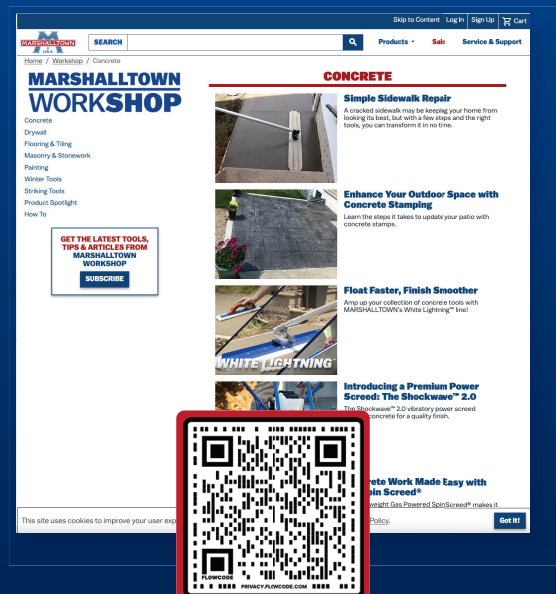 Skip to Content Log In Sign Up Cart
MARSHALLTOWN
U.S.A.
SEARCH
Products Sale Service & Support
Home / Workshop / Concrete
MARSHALLTOWN
WORKSHOP
Concrete
Drywall
Flooring & Tiling
Masonry & Stonework
Painting
Winter Tools
Striking Tools
Product Spotlight
How To
GET THE LATEST TOOLS,
TIPS & ARTICLES FROM
MARSHALLTOWN
WORKSHOP
SUBSCRIBE
CONCRETE
Simple Sidewalk Repair
A cracked sidewalk may be keeping your home from
looking its best, but with a few steps and the right
tools, you can transform it in no time.
Enhance Your Outdoor Space with
Concrete Stamping
Learn the steps it takes to update your patio with
concrete stamps.
Float Faster, Finish Smoother
Amp up your collection of concrete tools with
MARSHALLTOWN's White Lightning™ line!
WHITE LIGHTNING
Introducing a Premium Power
Screed: The Shockwave™ 2.0
The Shockwave™ 2.0 vibratory power screed
concrete for a quality finish.
rete Work Made Easy with
pin Screed®
weight Gas Powered SpinScreed® makes it
This site uses cookies to improve your user exp
Policy.
Got it!
FLOWCODE
PRIVACY.FLOWCODE.COM